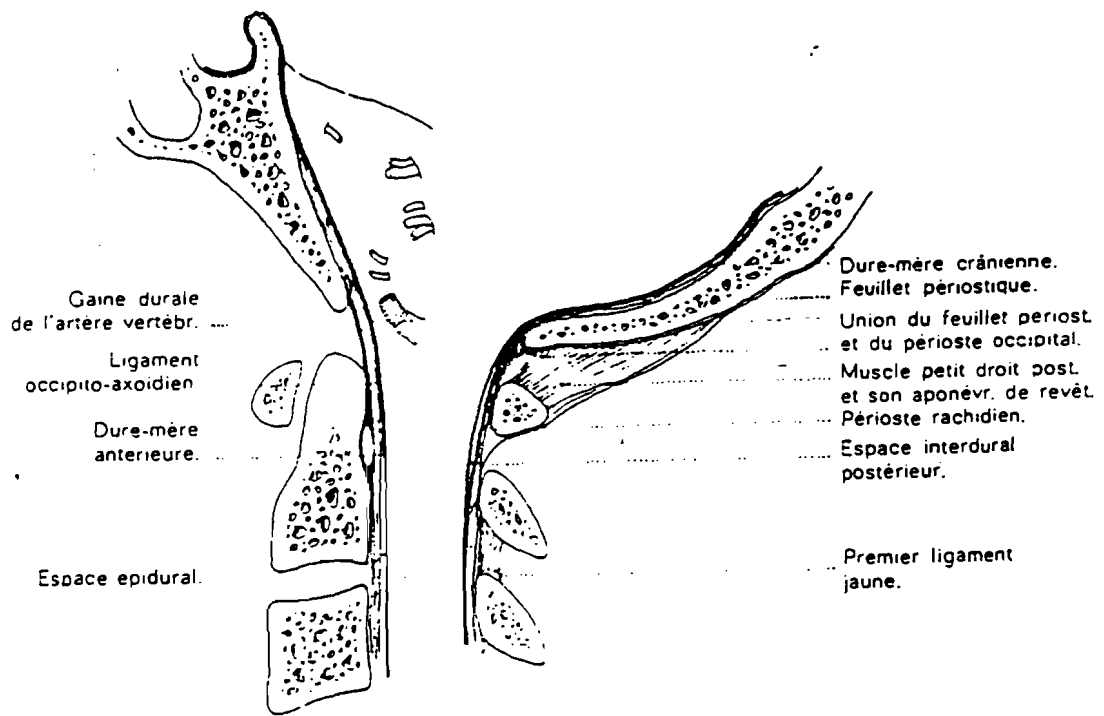 Gaine durale
de l'artère vertébr.
Ligament
occipito-axoidien
Dure-mère
anterieure.
Espace epidural.
Dure-mère crânienne.
Feuillet périostique.
Union du feuillet périost.
et du périoste occipital.
Muscle petit droit post.
et son aponévr. de revêt.
Périoste rachidien.
Espace interdural
postérieur.
Premier ligament
jaune.